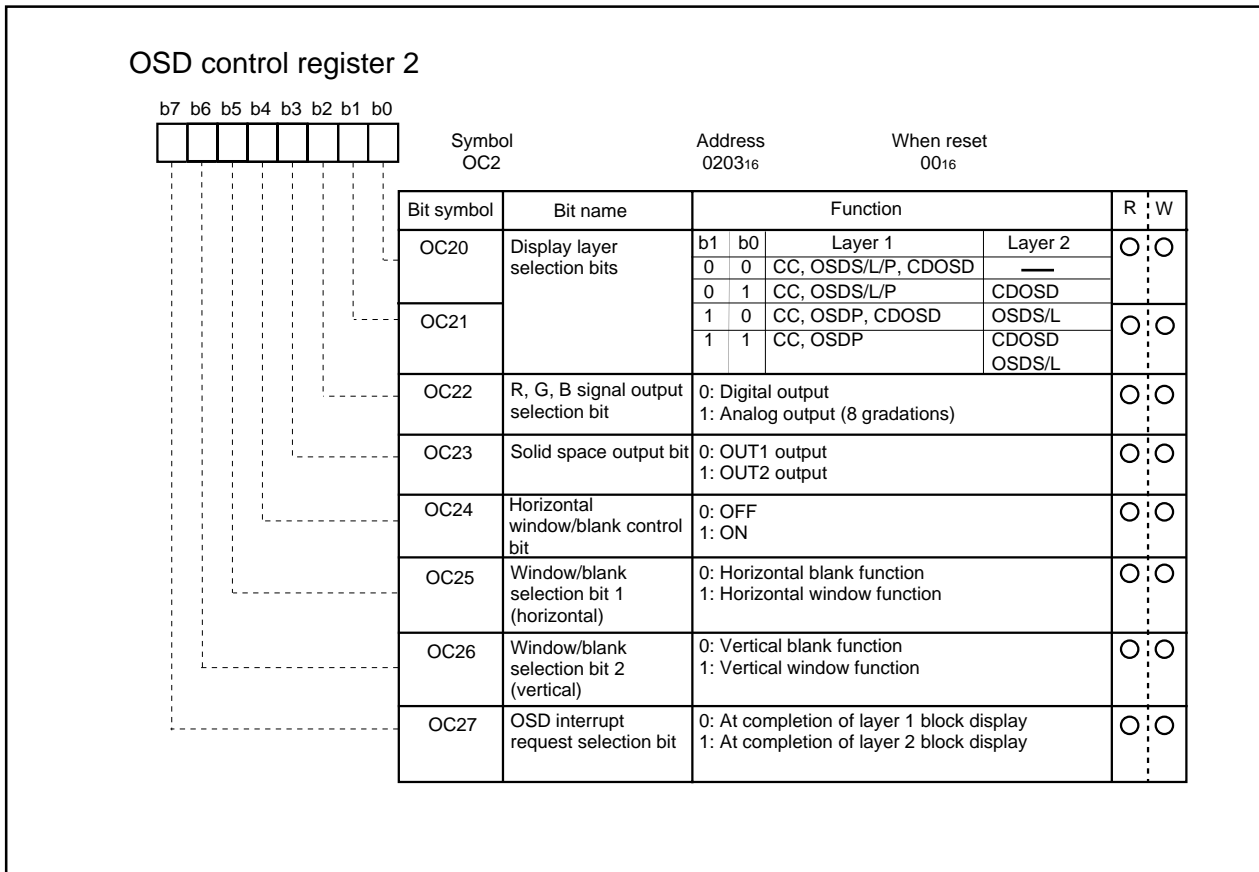 OSD control register 2
b7 b6 b5 b4 b3 b2 b1 b0
Symbol Address When reset
OC2 0203₁₆ 00₁₆
Bit symbol Bit name Function R W
OC20 Display layer selection bits b1 b0 Layer 1 Layer 2
0 0 CC, OSDS/L/P, CDOSD —
0 1 CC, OSDS/L/P CDOSD
OC21 1 0 CC, OSDP, CDOSD OSDS/L
1 1 CC, OSDP CDOSD
OSDS/L
OC22 R, G, B signal output 0: Digital output
selection bit 1: Analog output (8 gradations)
OC23 Solid space output bit 0: OUT1 output
1: OUT2 output
OC24 Horizontal 0: OFF
window/blank control 1: ON
bit
OC25 Window/blank 0: Horizontal blank function
selection bit 1 1: Horizontal window function
(horizontal)
OC26 Window/blank 0: Vertical blank function
selection bit 2 1: Vertical window function
(vertical)
OC27 OSD interrupt 0: At completion of layer 1 block display
request selection bit 1: At completion of layer 2 block display